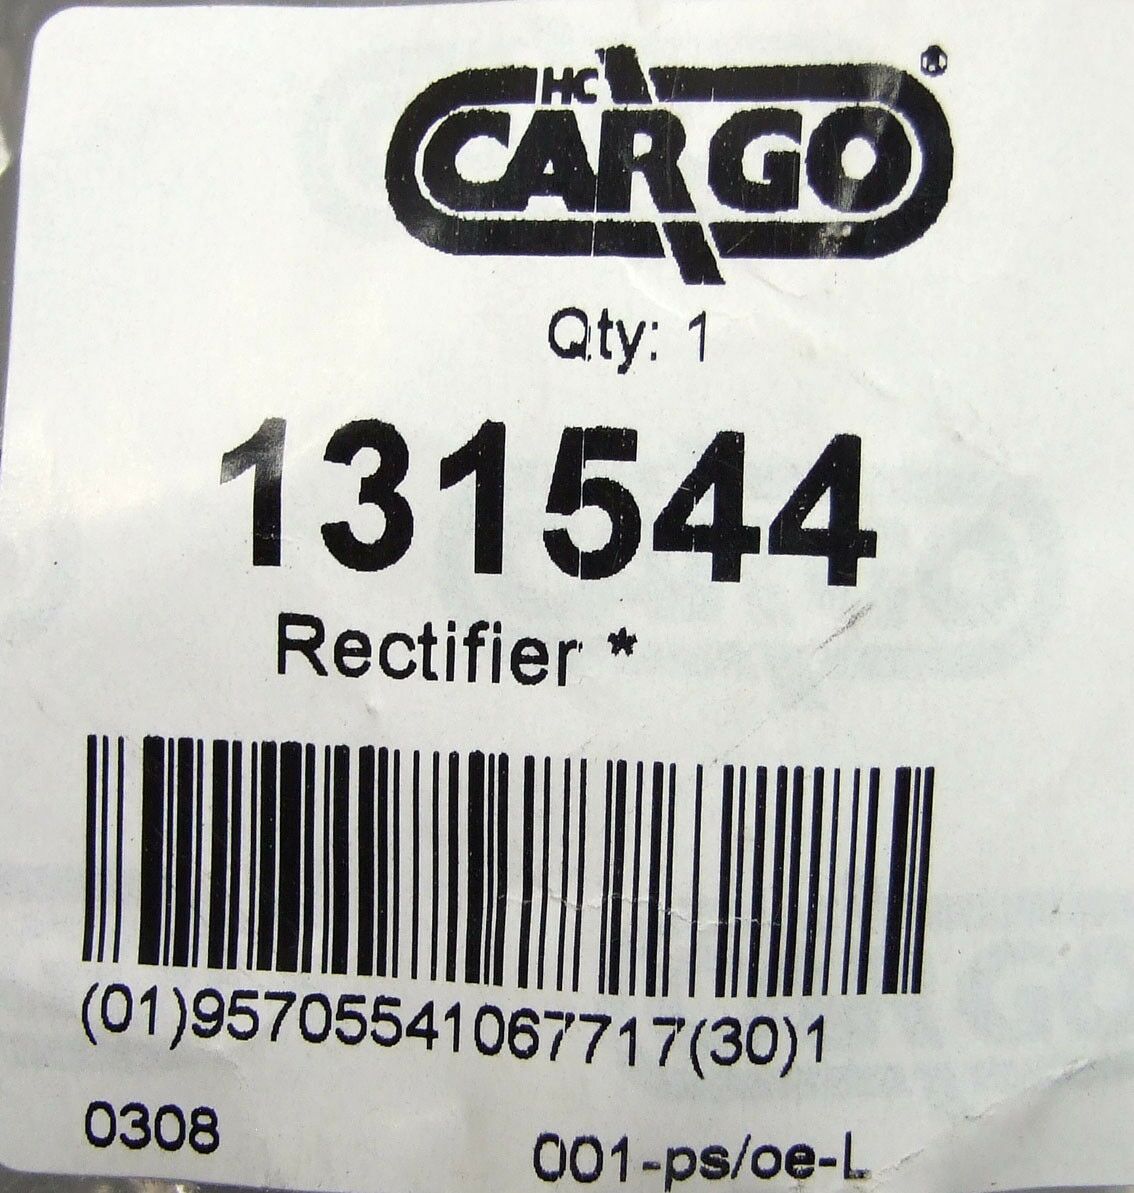 HC
CARGO
Qty: 1
131544
Rectifier *
(01)95705541067717(30)1
0308
001-ps/oe-L